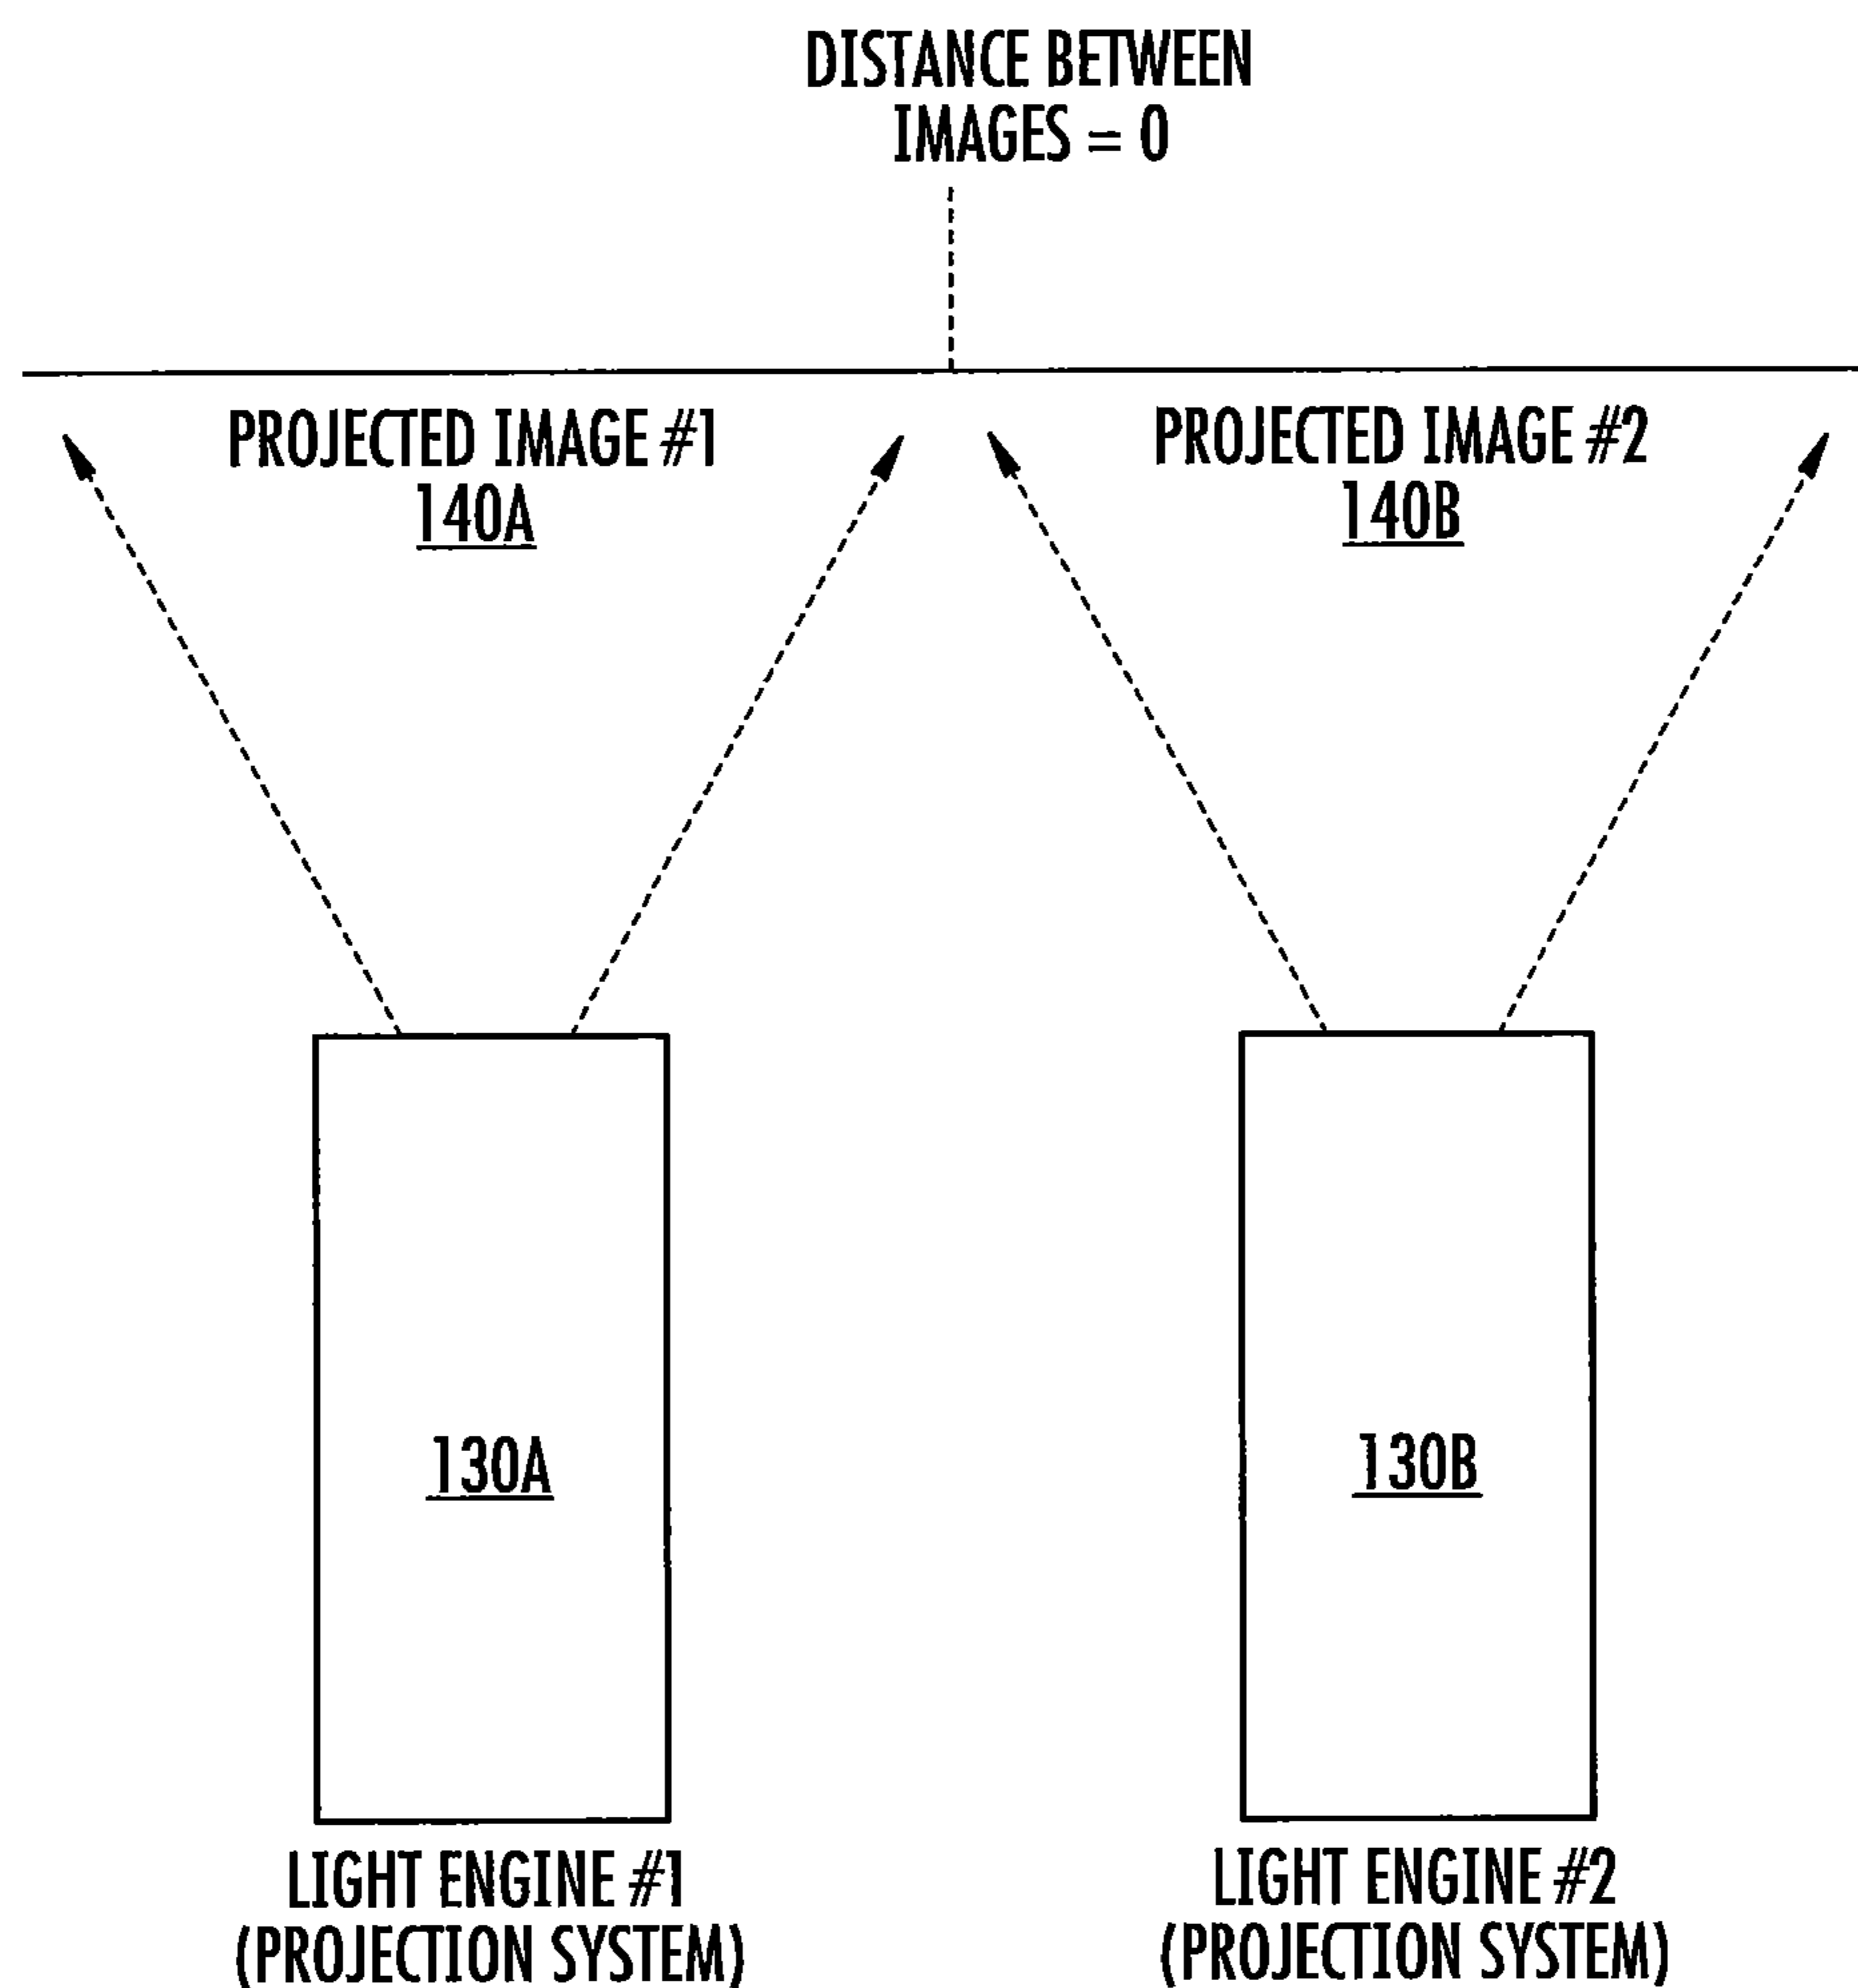 DISTANCE BETWEEN
IMAGES = 0
PROJECTED IMAGE #1
140A
PROJECTED IMAGE #2
140B
130A
130B
LIGHT ENGINE #1
(PROJECTION SYSTEM)
LIGHT ENGINE #2
(PROJECTION SYSTEM)